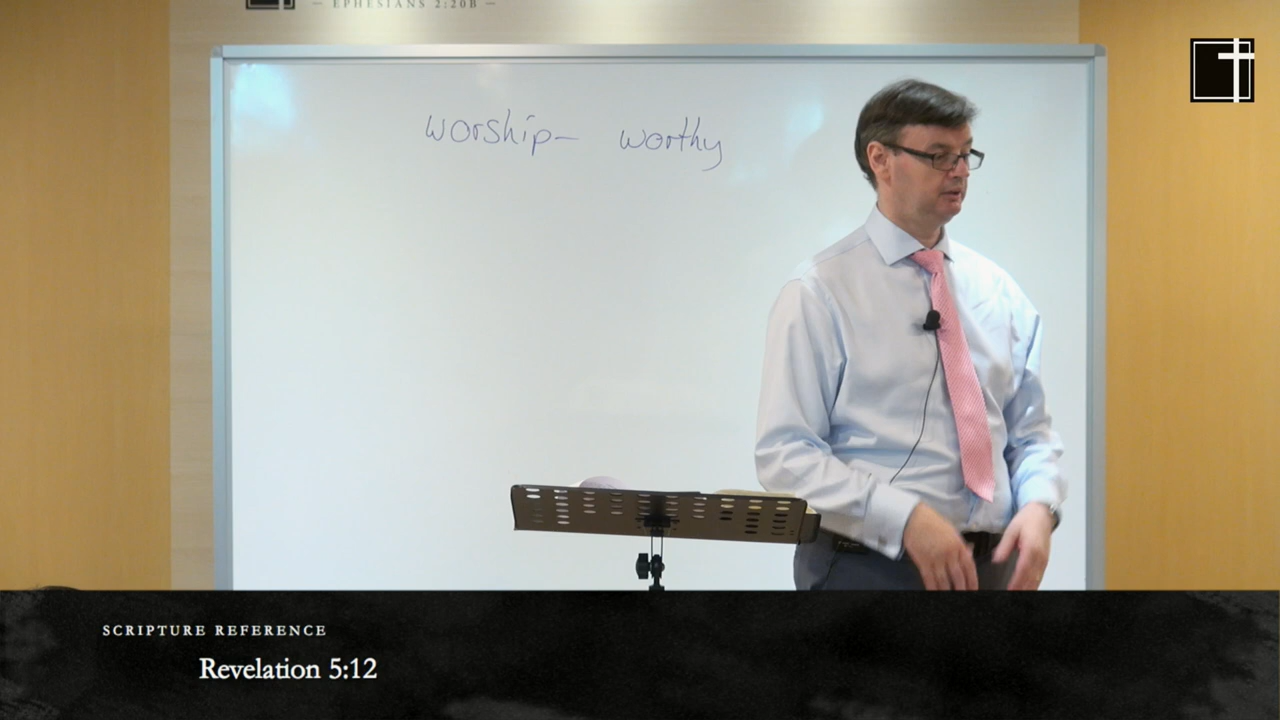 — EPHESIANS 2:20B —
worship— worthy
SCRIPTURE REFERENCE
Revelation 5:12